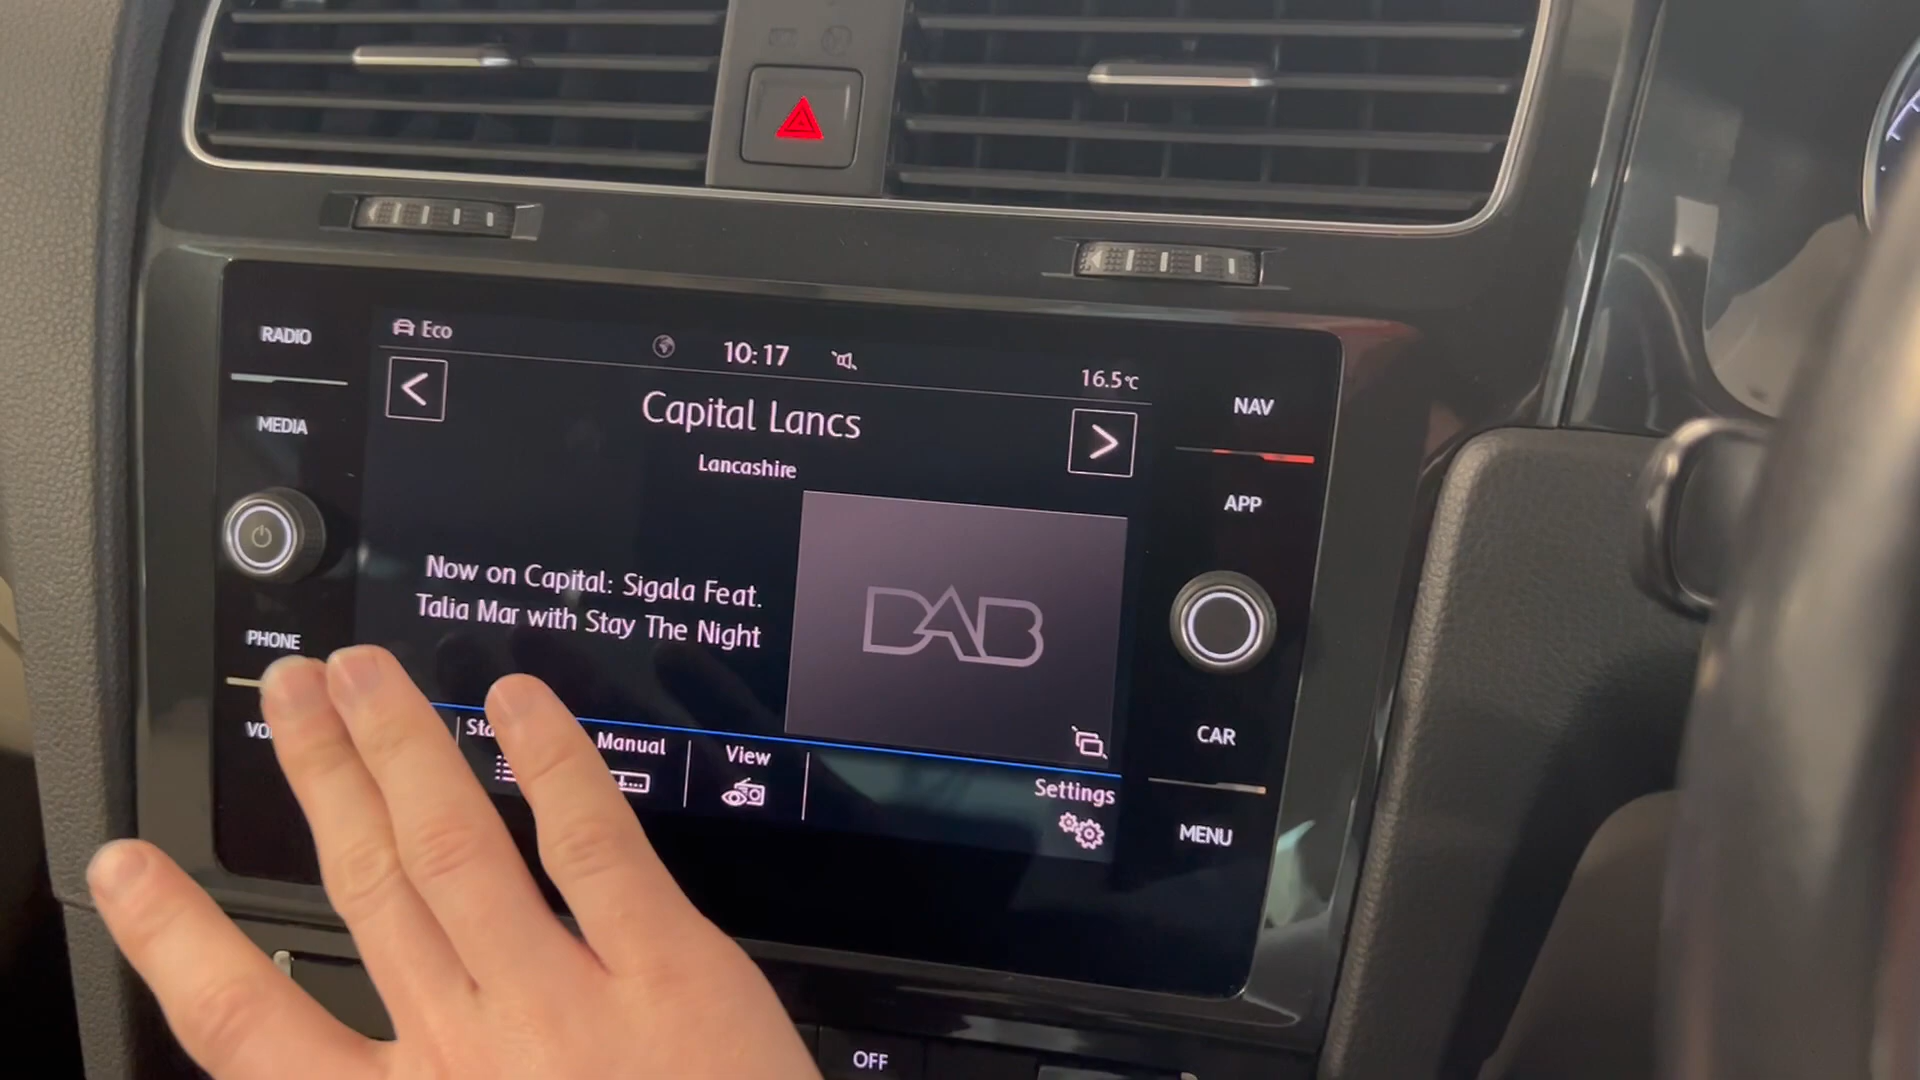 RADIO
MEDIA
PHONE
Eco
10:17
16.5°C
Capital Lancs
Lancashire
Now on Capital: Sigala Feat.
Talia Mar with Stay The Night
DAB
Manual
View
Settings
NAV
APP
CAR
MENU
OFF